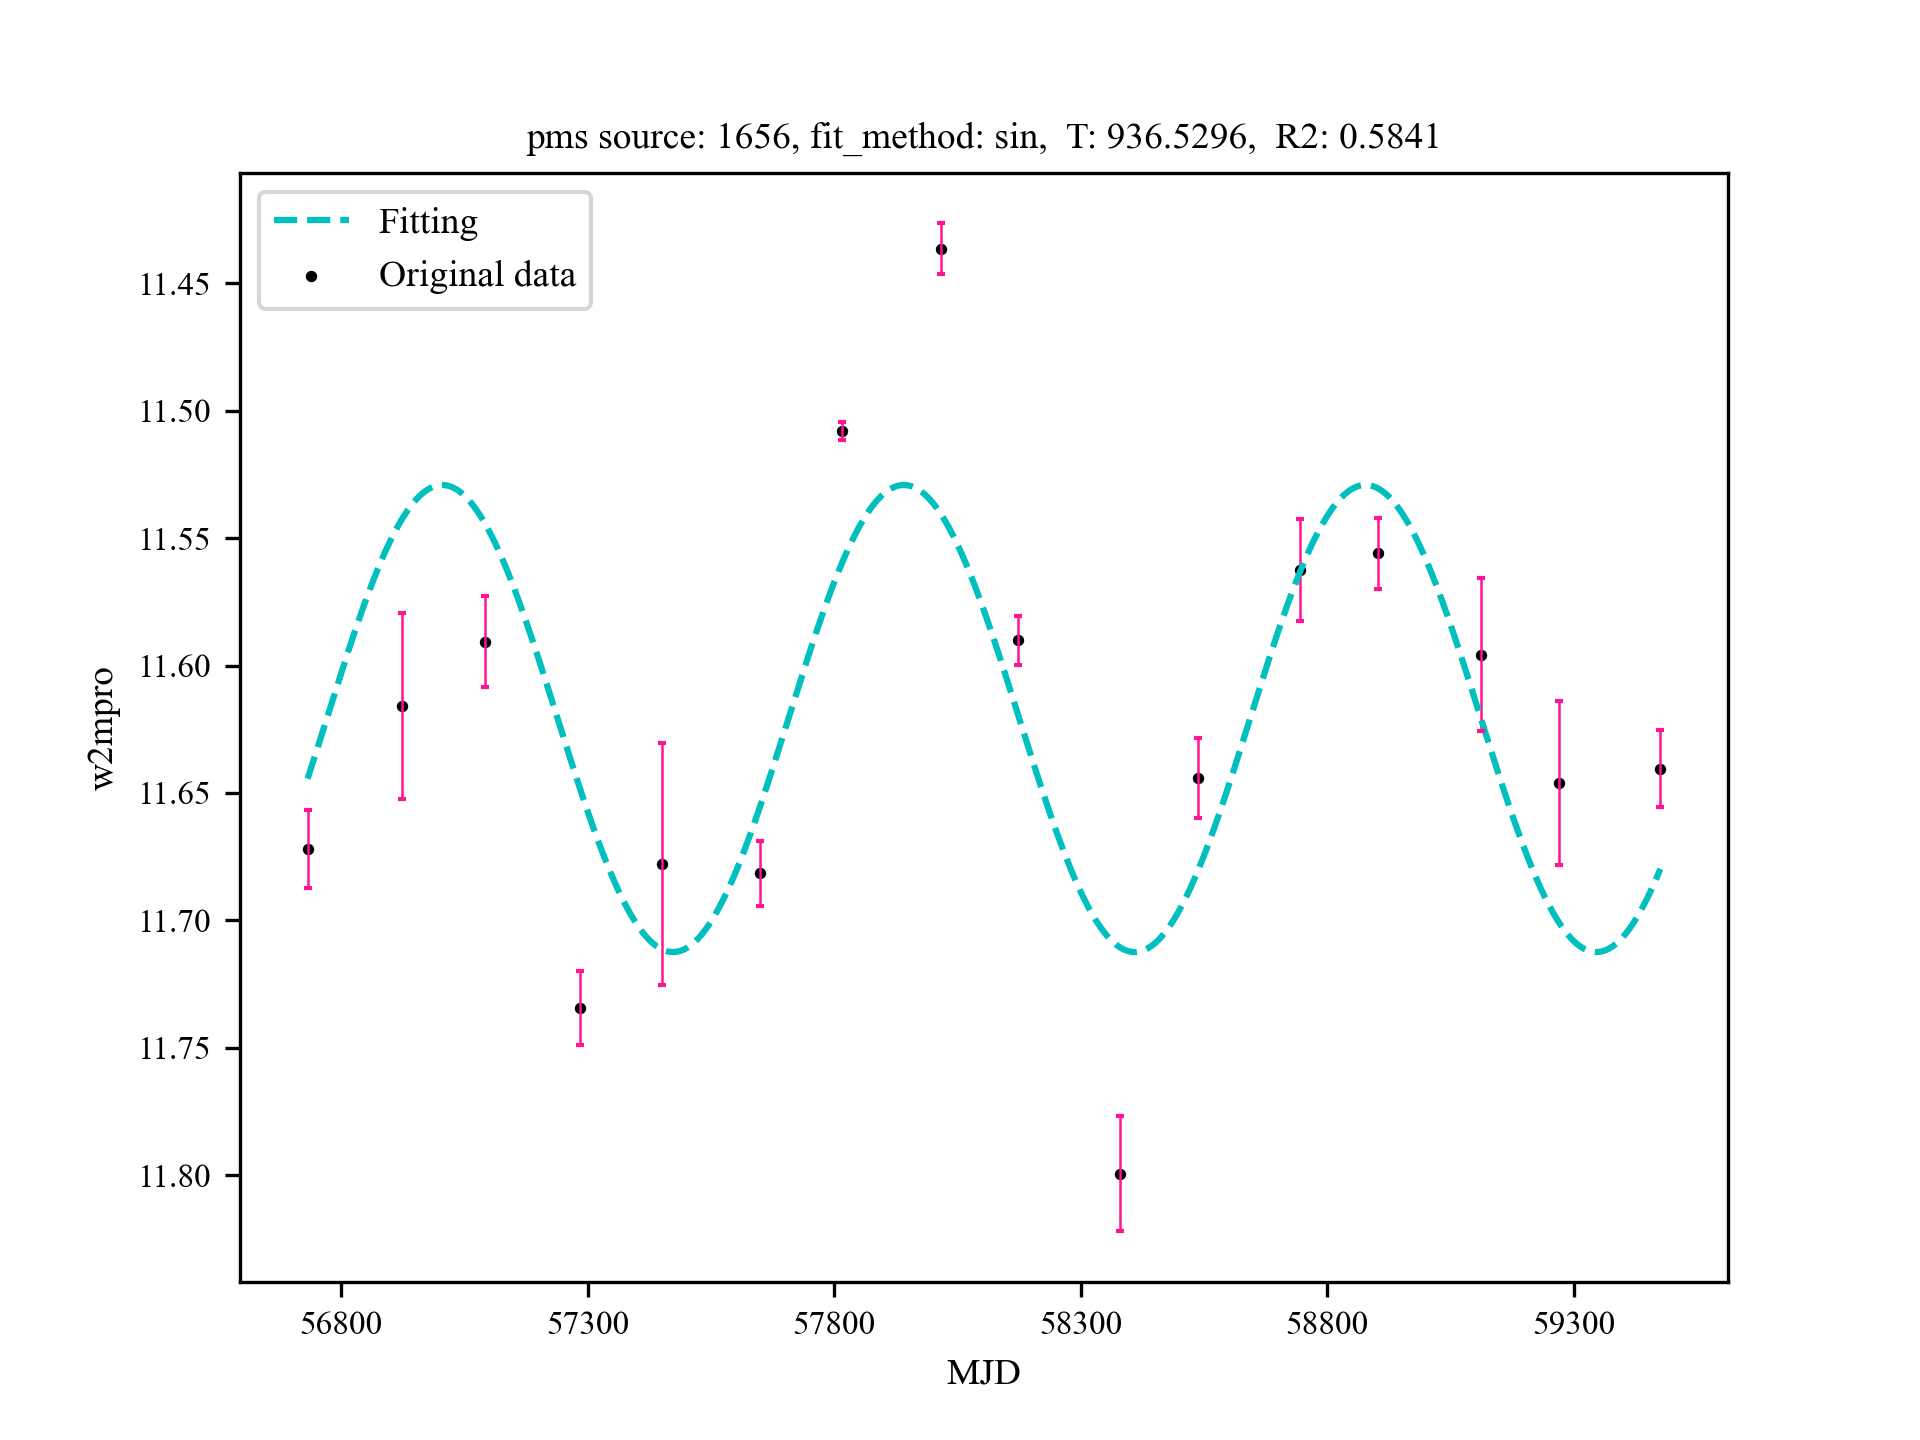 pms source: 1656, fit_method: sin,  T: 936.5296,  R2: 0.5841
Fitting
Original data
11.45
11.50
11.55
11.60
11.65
11.70
11.75
11.80
w2mpro
56800 57300 57800 58300 58800 59300
MJD